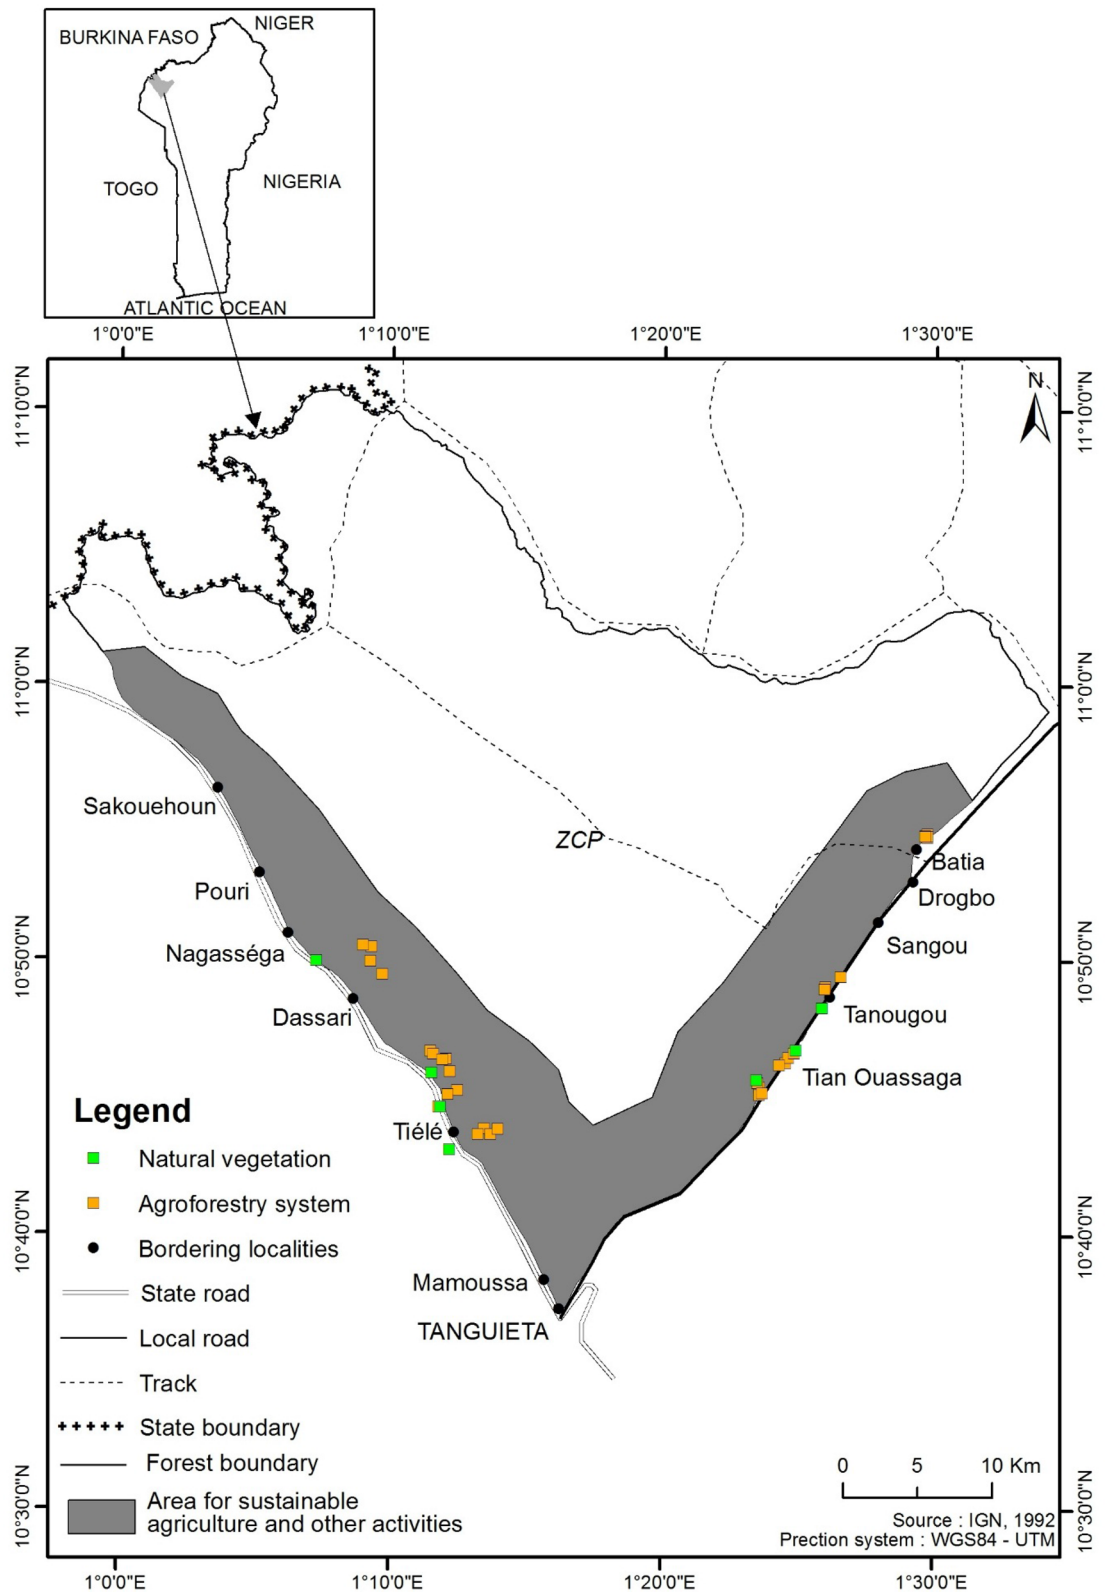 NIGER
BURKINA FASO
TOGO
NIGERIA
ATLANTIC OCEAN
1°0'0"E
1°10'0"E
1°20'0"E
1°30'0"E
N
11°10'0"N
11°10'0"N
11°0'0"N
11°0'0"N
Sakouehoun
ZCP
Batia
Pouri
Drogbo
Nagasséga
Sangou
10°50'0"N
10°50'0"N
Dassari
Tanougou
Tian Ouassaga
Tiélé
Mamoussa
TANGUIETA
10°40'0"N
10°40'0"N
Legend
Natural vegetation
Agroforestry system
Bordering localities
State road
Local road
Track
State boundary
Forest boundary
Area for sustainable
agriculture and other activities
0 5 10 Km
Source : IGN, 1992
Prection system : WGS84 - UTM
10°30'0"N
10°30'0"N
1°0'0"E
1°10'0"E
1°20'0"E
1°30'0"E